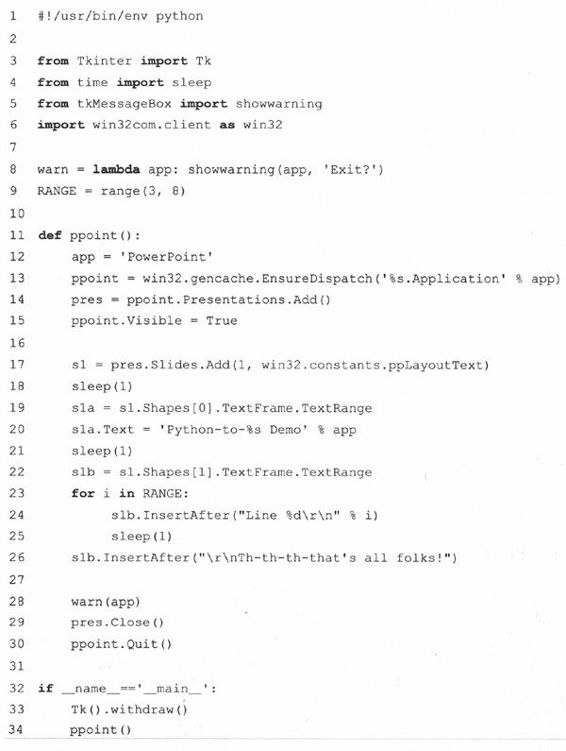 1 #!/usr/bin/env python
2
3 from Tkinter import Tk
4 from time import sleep
5 from tkMessageBox import showwarning
6 import win32com.client as win32
7
8 warn = lambda app: showwarning(app, 'Exit?')
9 RANGE = range(3, 8)
10
11 def ppoint():
12     app = 'PowerPoint'
13     ppoint = win32.gencache.EnsureDispatch('%s.Application' % app)
14     pres = ppoint.Presentations.Add()
15     ppoint.Visible = True
16
17     s1 = pres.Slides.Add(1, win32.constants.ppLayoutText)
18     sleep(1)
19     s1a = s1.Shapes[0].TextFrame.TextRange
20     s1a.Text = 'Python-to-%s Demo' % app
21     sleep(1)
22     s1b = s1.Shapes[1].TextFrame.TextRange
23     for i in RANGE:
24         s1b.InsertAfter("Line %d\r\n" % i)
25         sleep(1)
26     s1b.InsertAfter("\r\nTh-th-th-that's all folks!")
27
28     warn(app)
29     pres.Close()
30     ppoint.Quit()
31
32 if __name__=='__main__':
33     Tk().withdraw()
34     ppoint()